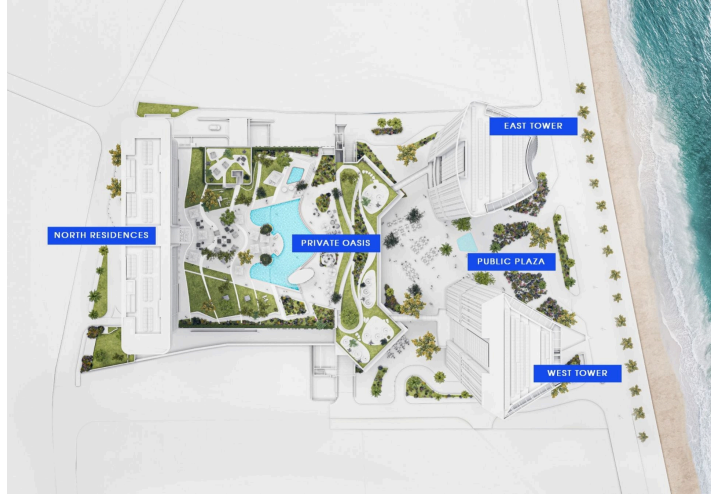 EAST TOWER
NORTH RESIDENCES
PRIVATE OASIS
PUBLIC PLAZA
WEST TOWER